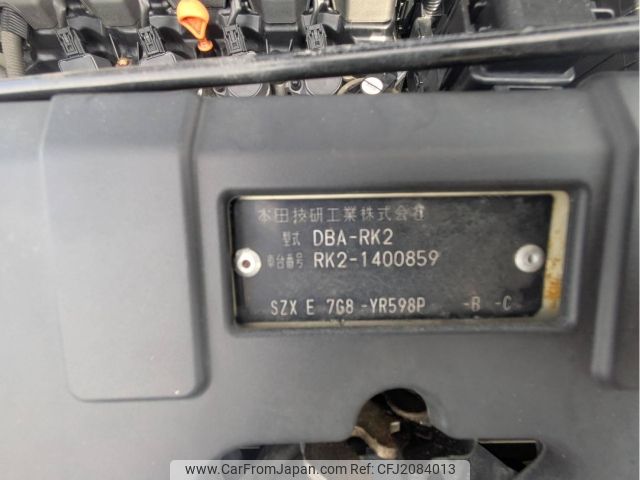 本田技研工業株式会社
型式 DBA-RK2
車台番号 RK2-1400859
SZX E 7G8 -YR598P -B -C
www.CarFromJapan.com | Ref: CFJ2084013